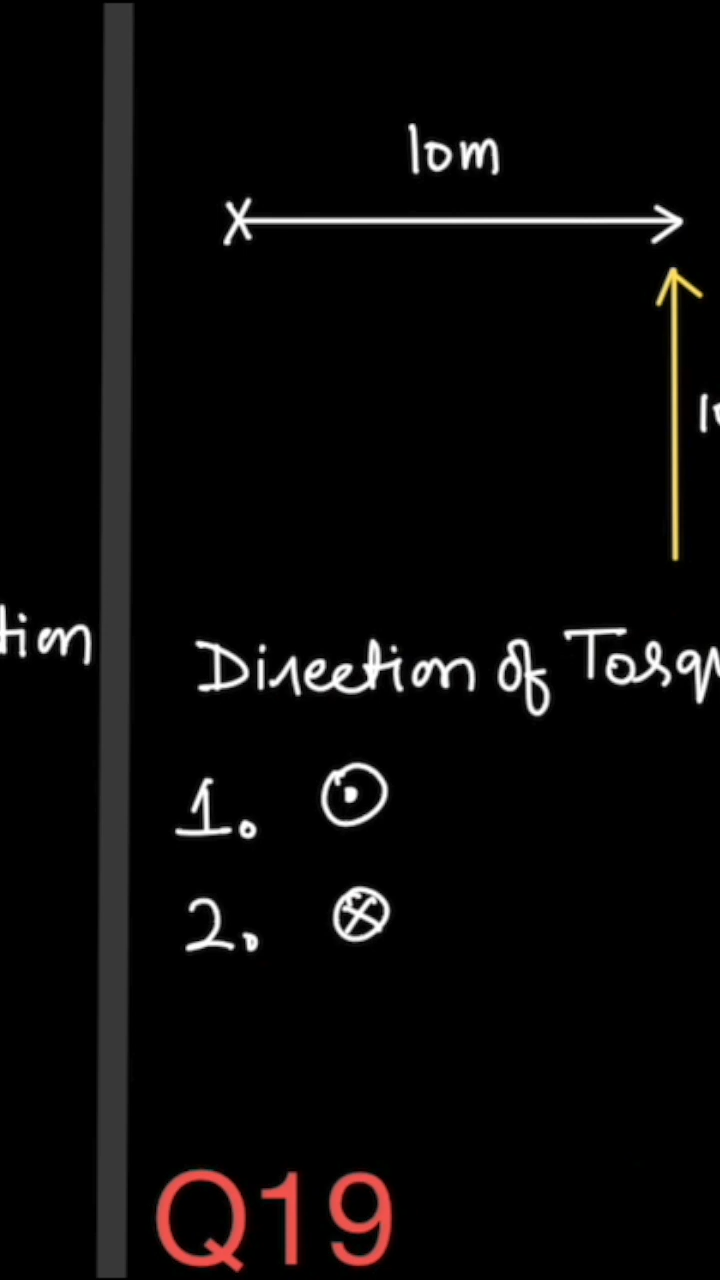 10m
X
tion
Direction of Torq
1. ⊙
2. ⊗
Q19